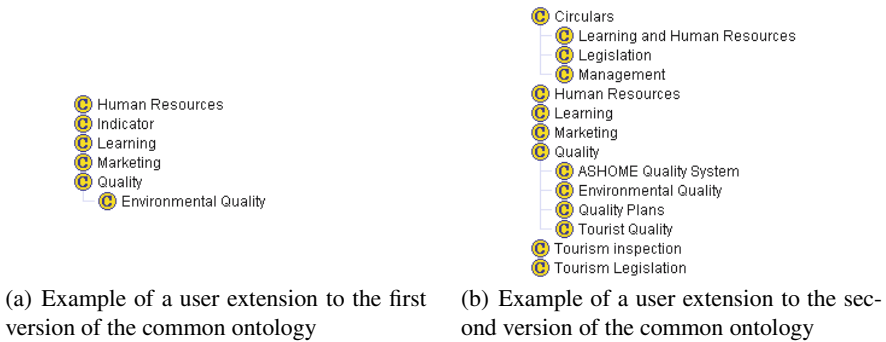 Human Resources
Indicator
Learning
Marketing
Quality
Environmental Quality
(a) Example of a user extension to the first
version of the common ontology
Circulars
Learning and Human Resources
Legislation
Management
Human Resources
Learning
Marketing
Quality
ASHOME Quality System
Environmental Quality
Quality Plans
Tourist Quality
Tourism inspection
Tourism Legislation
(b) Example of a user extension to the sec-
ond version of the common ontology